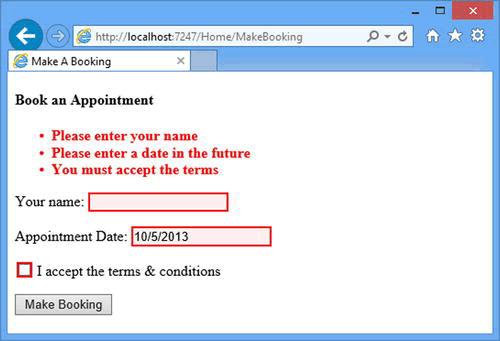 http://localhost:7247/Home/MakeBooking
Make A Booking
Book an Appointment
• Please enter your name
• Please enter a date in the future
• You must accept the terms
Your name:
Appointment Date: 10/5/2013
I accept the terms & conditions
Make Booking